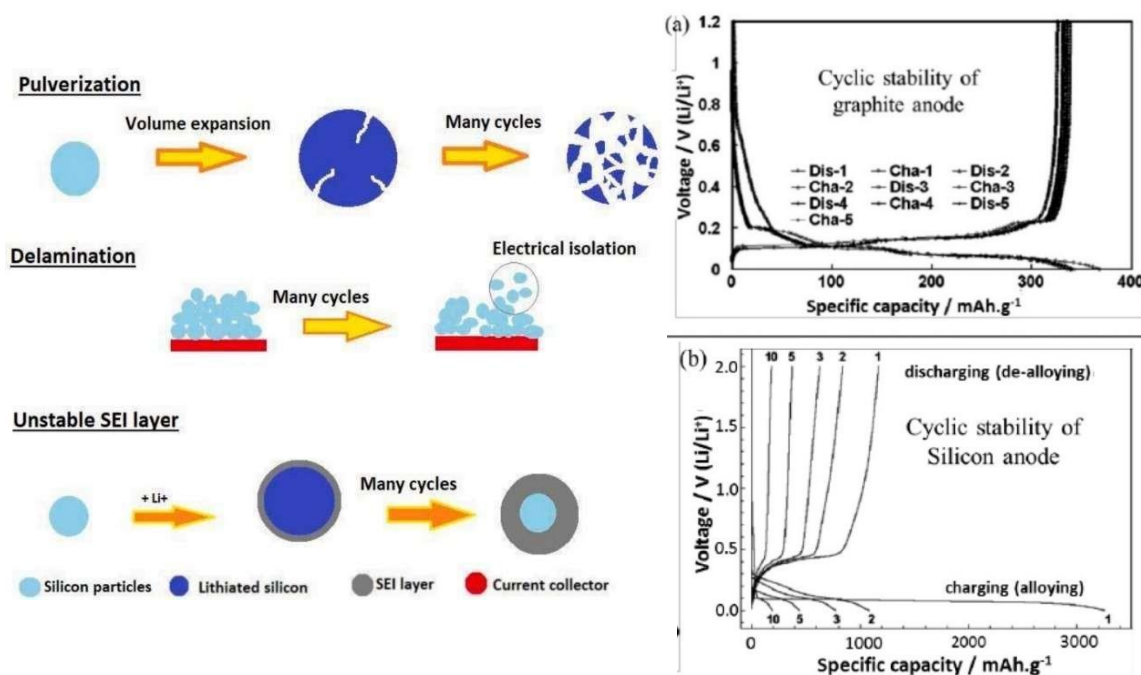 Pulverization
Volume expansion
Many cycles
Delamination
Electrical isolation
Many cycles
Unstable SEI layer
+ Li+
Many cycles
Silicon particles
Lithiated silicon
SEI layer
Current collector
(a)
Cyclic stability of
graphite anode
Dis-1 Cha-1 Dis-2
Cha-2 Dis-3 Cha-3
Dis-4 Cha-4 Dis-5
Cha-5
Voltage / V (Li/Li⁺)
1.2
1
0.8
0.6
0.4
0.2
0
0 100 200 300 400
Specific capacity / mAh.g⁻¹
(b)
10 5 3 2 1
discharging (de-alloying)
Cyclic stability of
Silicon anode
charging (alloying)
10 5 3 2 1
Voltage / V (Li/Li⁺)
2.0
1.5
1.0
0.5
0.0
0 1000 2000 3000
Specific capacity / mAh.g⁻¹